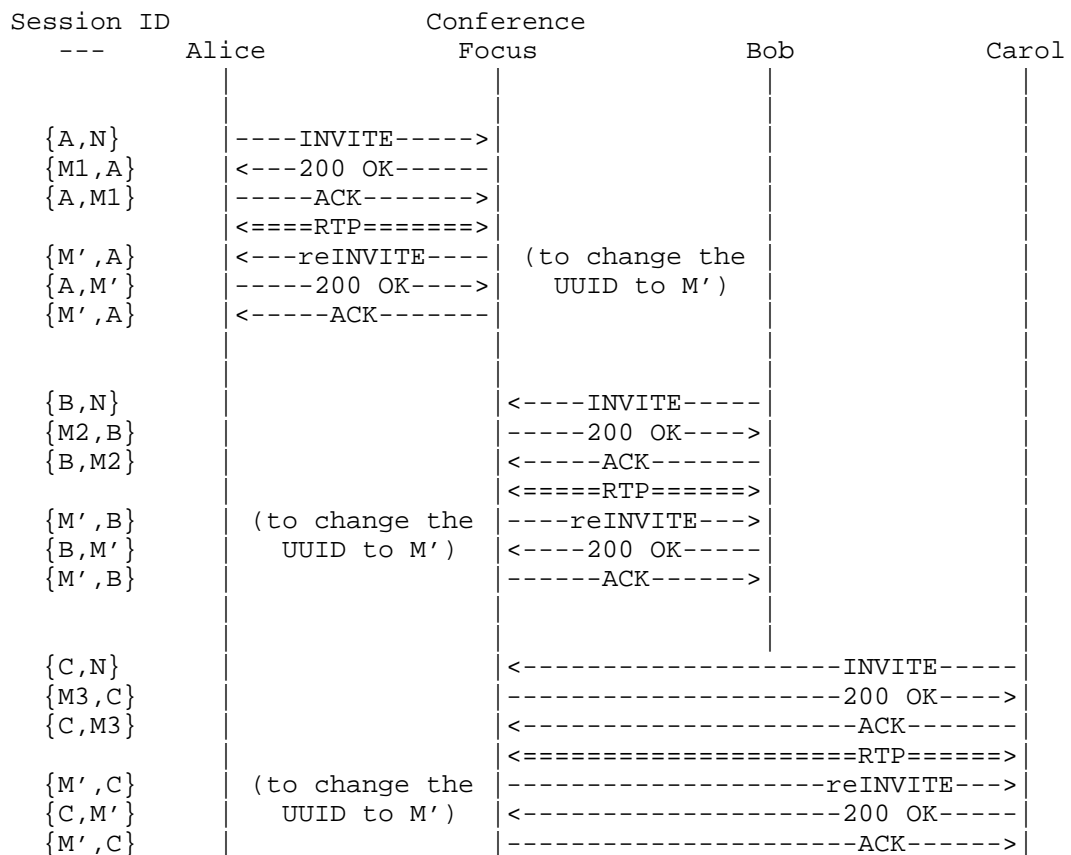 Session ID                  Conference
   ---     Alice              Focus            Bob            Carol
             |                  |               |               |
             |                  |               |               |
  {A,N}      |----INVITE----->|
  {M1,A}     |<---200 OK------|
  {A,M1}     |-----ACK------->|
             |<====RTP=======>|
  {M',A}     |<---reINVITE----| (to change the
  {A,M'}     |-----200 OK---->|   UUID to M')
  {M',A}     |<-----ACK-------|
             |                  |               |               |
             |                  |               |               |
  {B,N}      |                |<----INVITE-----|
  {M2,B}     |                |-----200 OK---->|
  {B,M2}     |                |<-----ACK-------|
             |                |<=====RTP======>|
  {M',B}     | (to change the |----reINVITE--->|
  {B,M'}     |   UUID to M')  |<----200 OK-----|
  {M',B}     |                |------ACK------>|
             |                  |               |               |
             |                  |               |               |
  {C,N}      |                |<--------------------INVITE-----|
  {M3,C}     |                |---------------------200 OK---->|
  {C,M3}     |                |<---------------------ACK-------|
             |                |<=====================RTP======>|
  {M',C}     | (to change the |--------------------reINVITE--->|
  {C,M'}     |   UUID to M')  |<--------------------200 OK-----|
  {M',C}     |                |----------------------ACK------>|